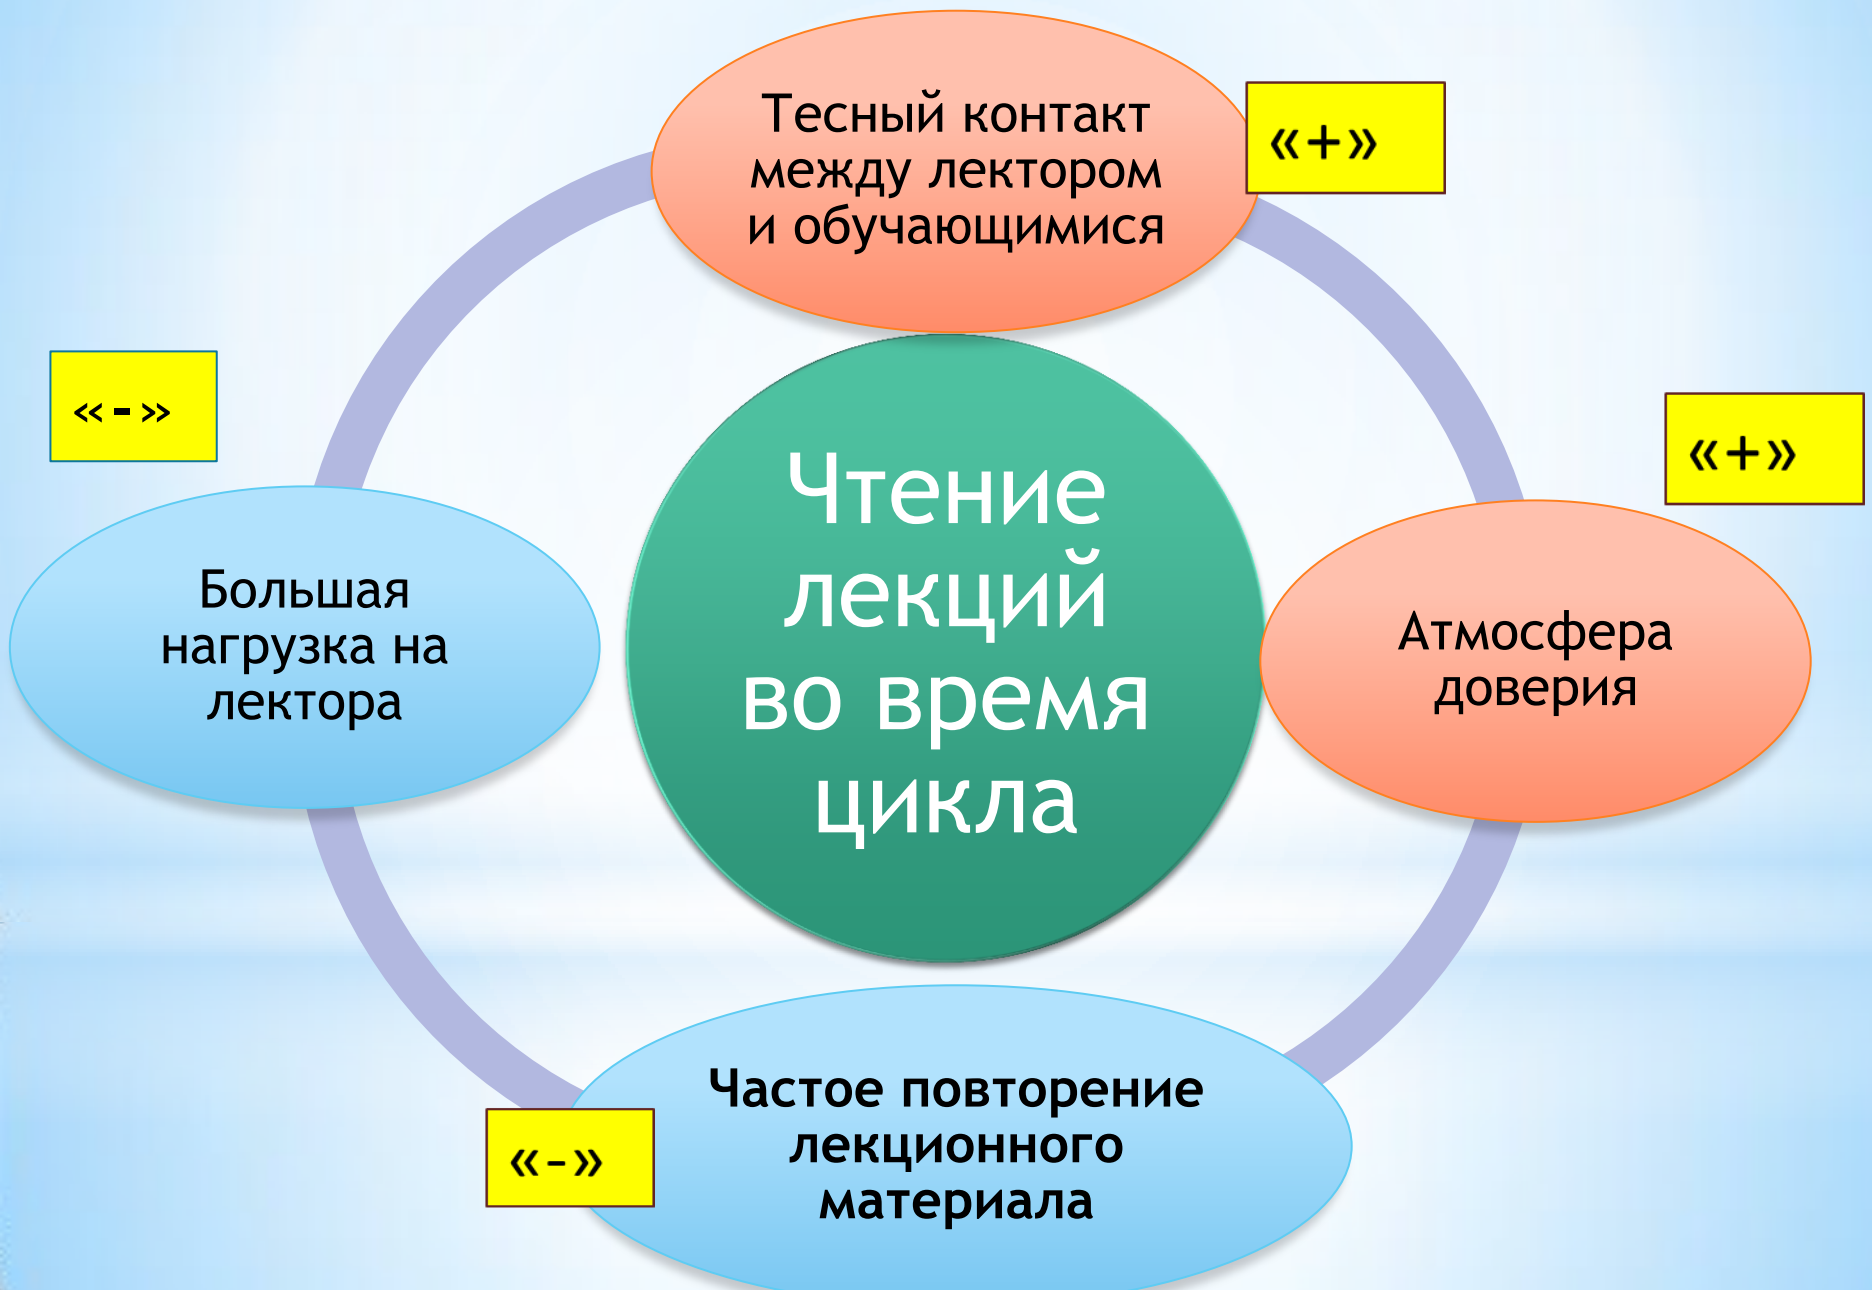 Тесный контакт
между лектором
и обучающимися
«+»
«-»
«+»
Чтение
лекций
во время
цикла
Большая
нагрузка на
лектора
Атмосфера
доверия
Частое повторение
лекционного
материала
«-»